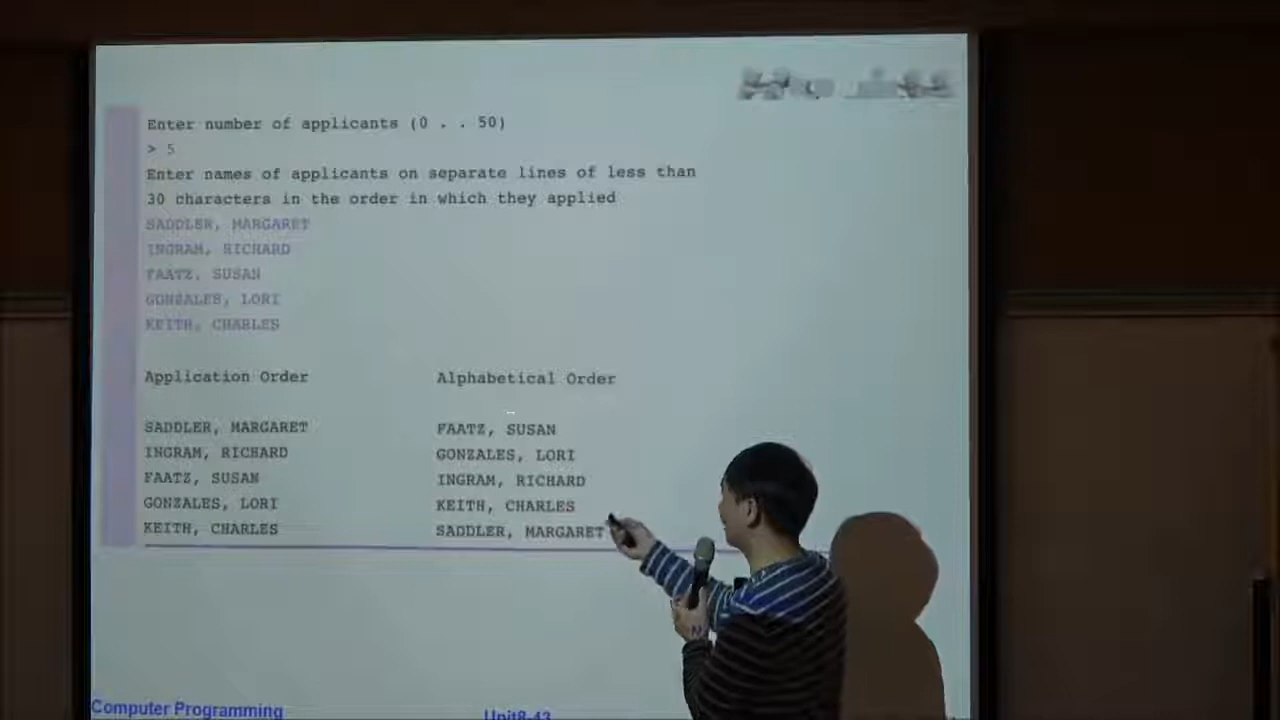 Enter number of applicants (0 . . 50)
> 5
Enter names of applicants on separate lines of less than
30 characters in the order in which they applied
SADDLER, MARGARET
INGRAM, RICHARD
FAATZ, SUSAN
GONZALES, LORI
KEITH, CHARLES
Application Order Alphabetical Order
SADDLER, MARGARET FAATZ, SUSAN
INGRAM, RICHARD GONZALES, LORI
FAATZ, SUSAN INGRAM, RICHARD
GONZALES, LORI KEITH, CHARLES
KEITH, CHARLES SADDLER, MARGARET
Computer Programming Unit8-43